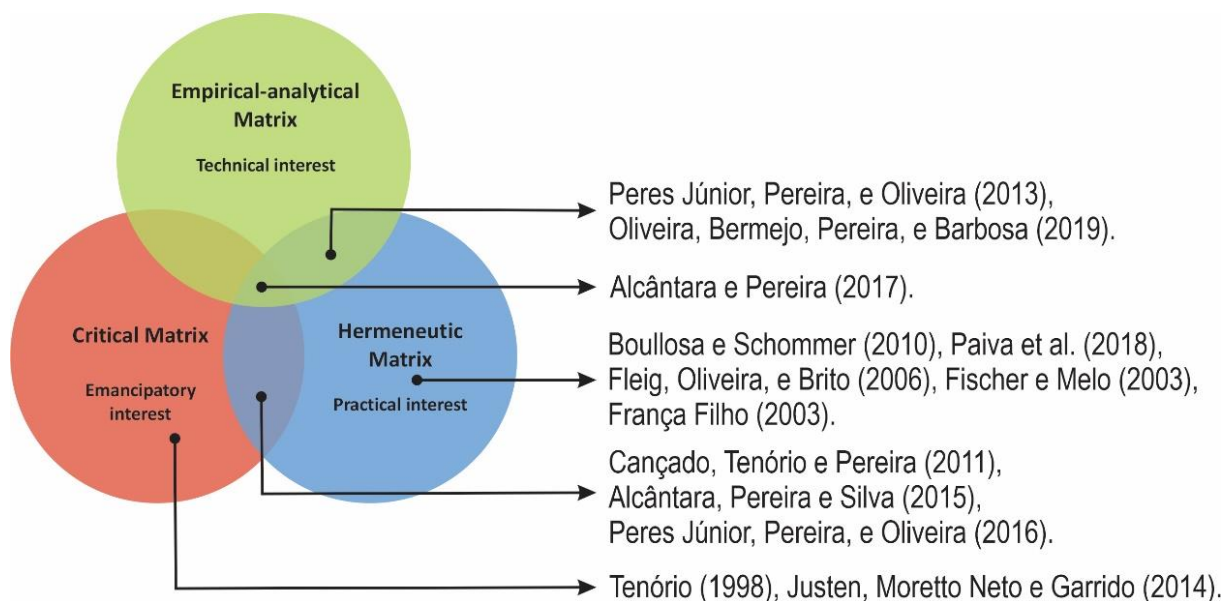 Empirical-analytical
Matrix
Technical interest
Critical Matrix
Emancipatory
interest
Hermeneutic
Matrix
Practical interest
Peres Júnior, Pereira, e Oliveira (2013),
Oliveira, Bermejo, Pereira, e Barbosa (2019).
Alcântara e Pereira (2017).
Boullosa e Schommer (2010), Paiva et al. (2018),
Fleig, Oliveira, e Brito (2006), Fischer e Melo (2003),
França Filho (2003).
Cançado, Tenório e Pereira (2011),
Alcântara, Pereira e Silva (2015),
Peres Júnior, Pereira, e Oliveira (2016).
Tenório (1998), Justen, Moretto Neto e Garrido (2014).